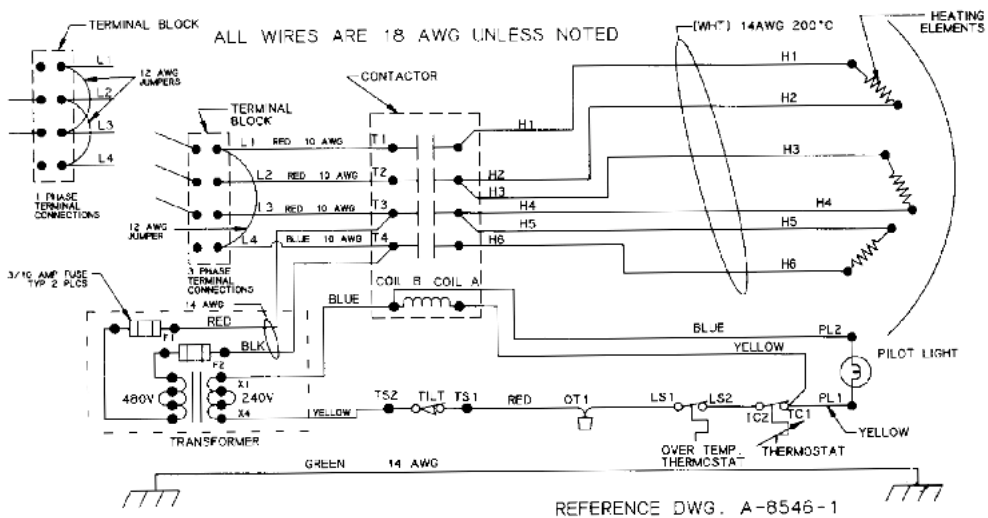 TERMINAL BLOCK
ALL WIRES ARE 18 AWG UNLESS NOTED
(WHT) 14AWG 200°C
HEATING
ELEMENTS
L1
12 AWG
JUMPERS
L2
L3
L4
1 PHASE
TERMINAL
CONNECTIONS
TERMINAL
BLOCK
CONTACTOR
L1 RED 10 AWG T1
L2 RED 10 AWG T2
L3 RED 10 AWG T3
L4 BLUE 10 AWG T4
12 AWG
JUMPER
3 PHASE
TERMINAL
CONNECTIONS
H1
H2
H3
H4
H5
H6
H1
H2
H3
H4
H5
H6
COIL B COIL A
3/10 AMP FUSE
TYP 2 PLCS
14 AWG
RED
F1
BLK
F2
BLUE
BLUE
YELLOW
PL2
PILOT LIGHT
480V
X1
240V
X4
TRANSFORMER
YELLOW
TS2
TILT
TS1
RED
OT1
LS1
LS2
TC2
TC1
PL1
YELLOW
OVER TEMP.
THERMOSTAT
THERMOSTAT
GREEN 14 AWG
REFERENCE DWG. A-8546-1